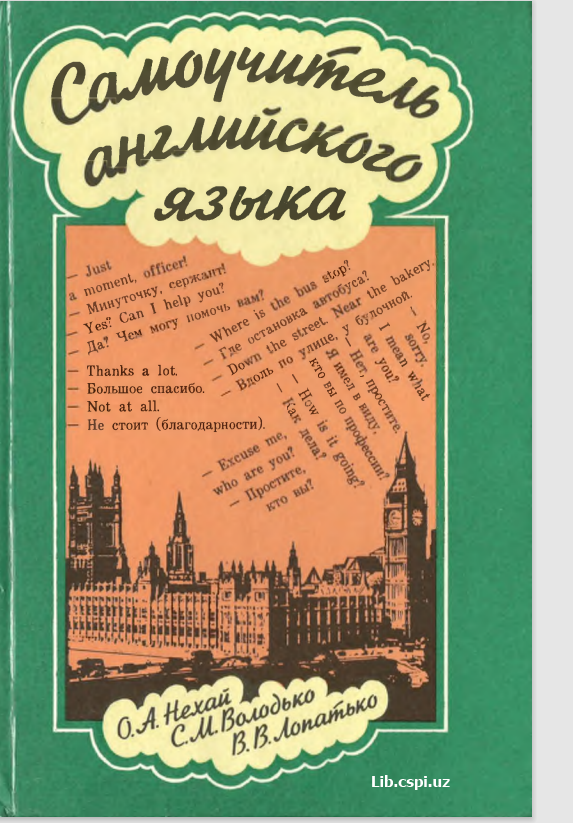 Самоучитель
английского
языка
— Just
a moment, officer!
— Минуточку, сержант!
— Yes? Can I help you?
— Да? Чем могу помочь вам?
— Thanks a lot.
— Большое спасибо.
— Not at all.
— Не стоит (благодарности).
— Where is the bus stop?
— Где остановка автобуса?
— Down the street. Near the bakery.
— Вдоль по улице, у булочной.
— Excuse me,
who are you?
— Простите,
кто вы?
— How is it going?
— Как дела?
— No,
sorry.
I mean what
are you?
— Нет, простите.
Я имел в виду,
кто вы по профессии?
О.А.Нехай
С.М.Володько
В.В.Лопатько
Lib.cspi.uz